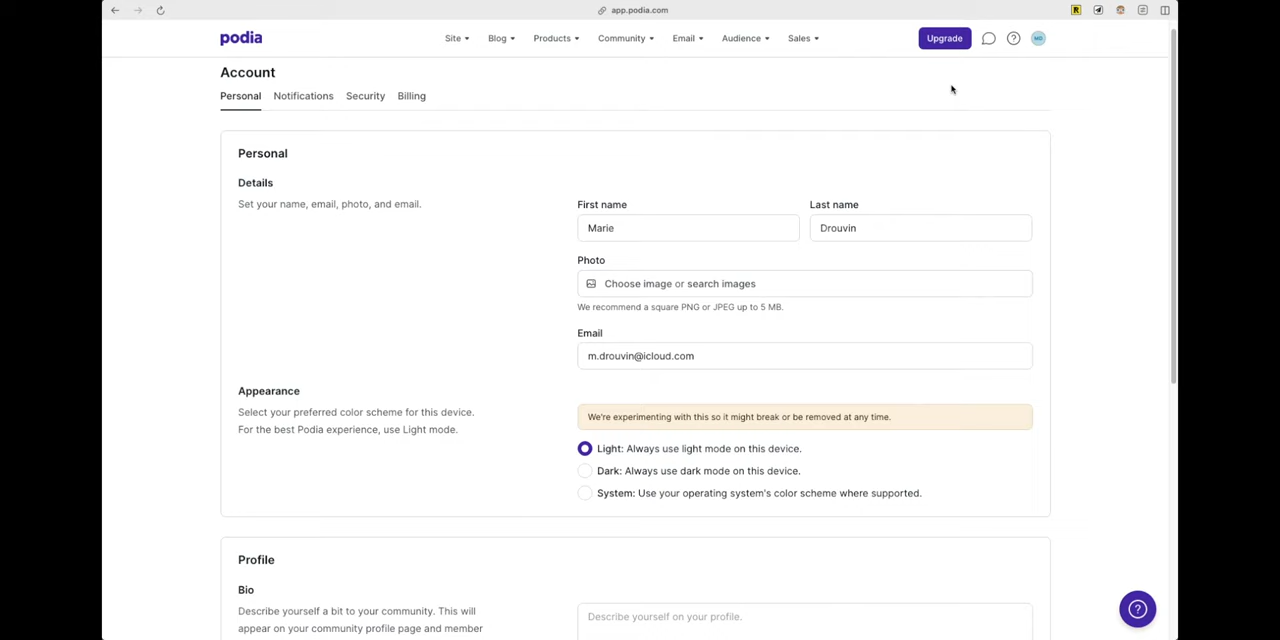 app.podia.com
podia
Site
Blog
Products
Community
Email
Audience
Sales
Upgrade
MD
Account
Personal
Notifications
Security
Billing
Personal
Details
Set your name, email, photo, and email.
First name
Last name
Marie
Drouvin
Photo
Choose image or search images
We recommend a square PNG or JPEG up to 5 MB.
Email
m.drouvin@icloud.com
Appearance
Select your preferred color scheme for this device.
For the best Podia experience, use Light mode.
We're experimenting with this so it might break or be removed at any time.
Light: Always use light mode on this device.
Dark: Always use dark mode on this device.
System: Use your operating system's color scheme where supported.
Profile
Bio
Describe yourself a bit to your community. This will
appear on your community profile page and member
Describe yourself on your profile.